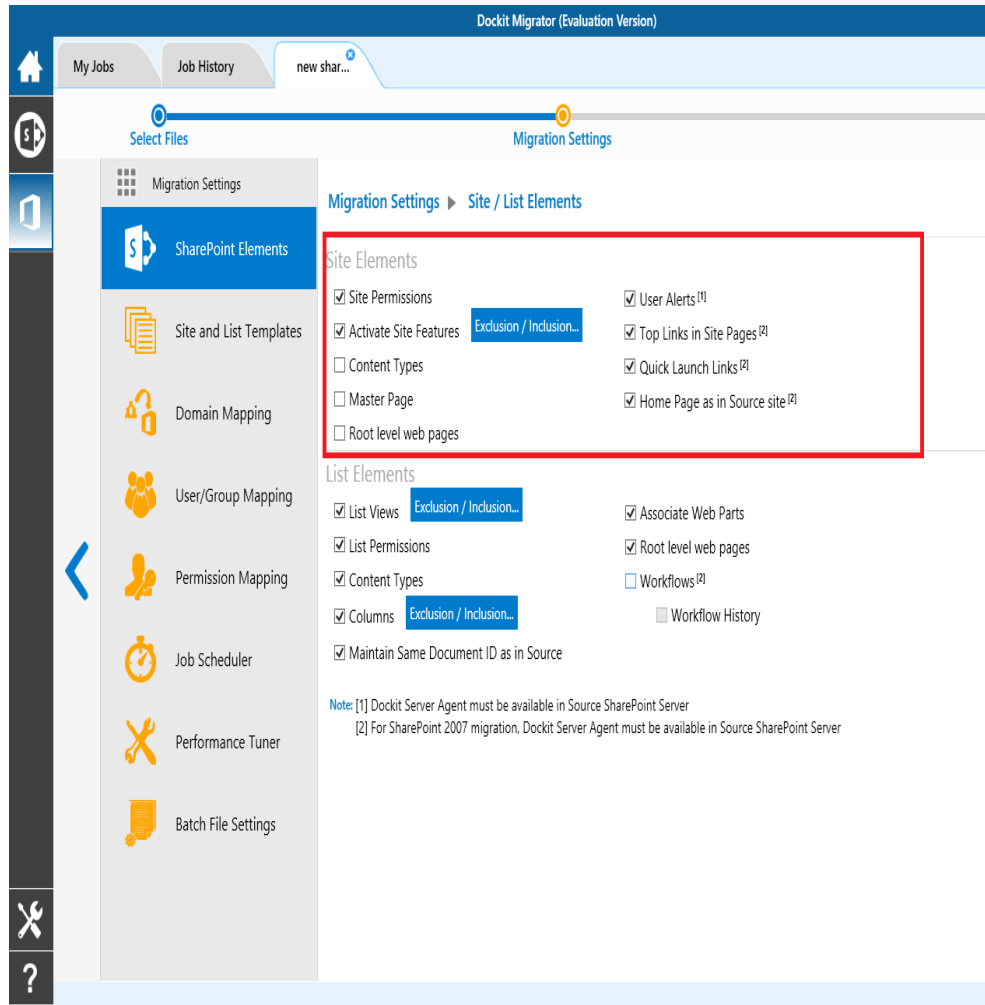 Dockit Migrator (Evaluation Version)
My Jobs
Job History
new shar...
Select Files
Migration Settings
Migration Settings
SharePoint Elements
Site and List Templates
Domain Mapping
User/Group Mapping
Permission Mapping
Job Scheduler
Performance Tuner
Batch File Settings
Migration Settings ▶ Site / List Elements
Site Elements
Site Permissions
Activate Site Features
Exclusion / Inclusion...
Content Types
Master Page
Root level web pages
User Alerts [1]
Top Links in Site Pages [2]
Quick Launch Links [2]
Home Page as in Source site [2]
List Elements
List Views
Exclusion / Inclusion...
List Permissions
Content Types
Columns
Exclusion / Inclusion...
Maintain Same Document ID as in Source
Associate Web Parts
Root level web pages
Workflows [2]
Workflow History
Note: [1] Dockit Server Agent must be available in Source SharePoint Server
[2] For SharePoint 2007 migration, Dockit Server Agent must be available in Source SharePoint Server
?